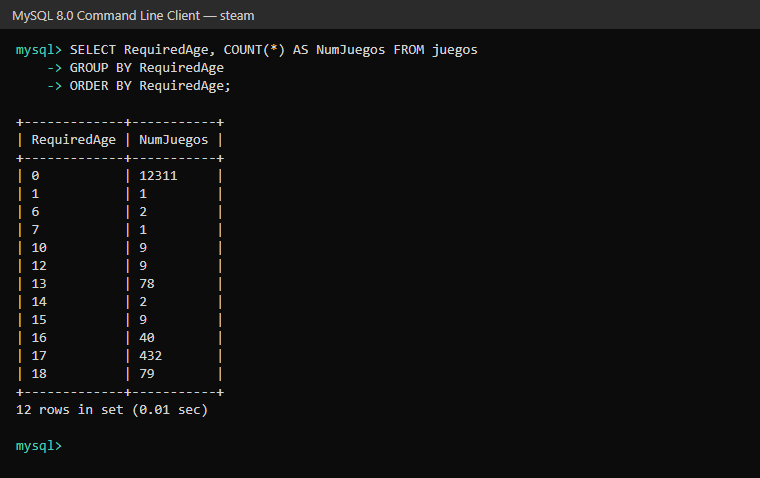 MySQL 8.0 Command Line Client — steam
mysql> SELECT RequiredAge, COUNT(*) AS NumJuegos FROM juegos
    -> GROUP BY RequiredAge
    -> ORDER BY RequiredAge;
+-------------+-----------+
| RequiredAge | NumJuegos |
+-------------+-----------+
| 0           | 12311     |
| 1           | 1         |
| 6           | 2         |
| 7           | 1         |
| 10          | 9         |
| 12          | 9         |
| 13          | 78        |
| 14          | 2         |
| 15          | 9         |
| 16          | 40        |
| 17          | 432       |
| 18          | 79        |
+-------------+-----------+
12 rows in set (0.01 sec)
mysql>